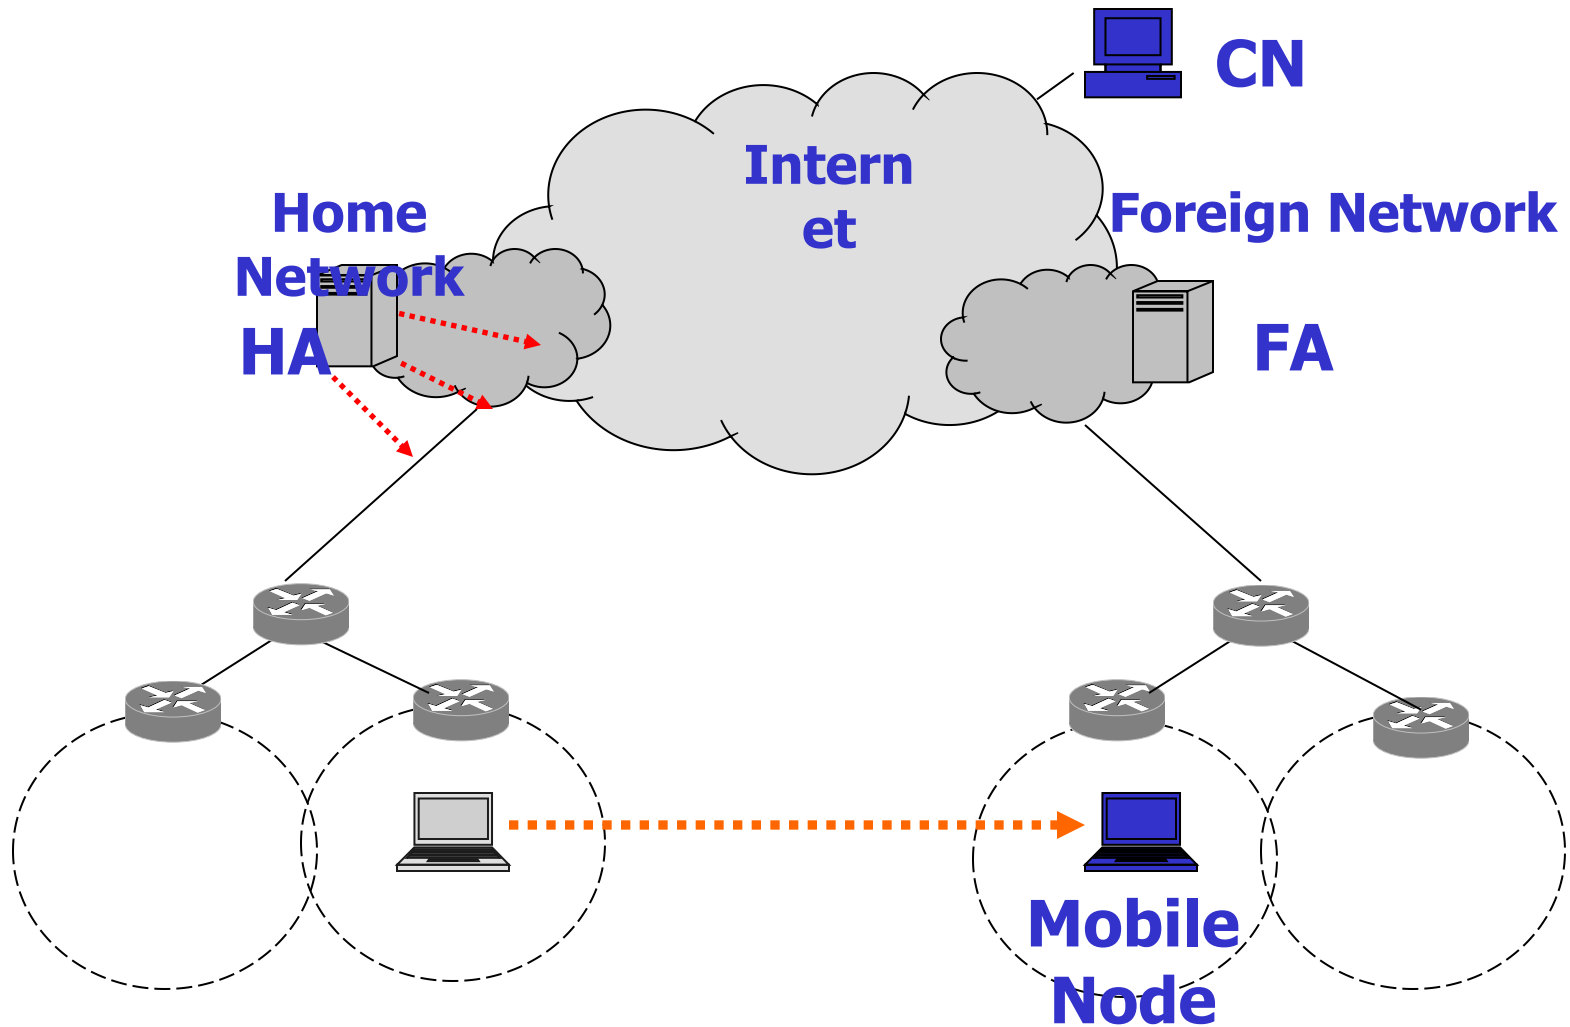 CN
Intern
et
Home
Network
Foreign Network
HA
FA
Mobile
Node